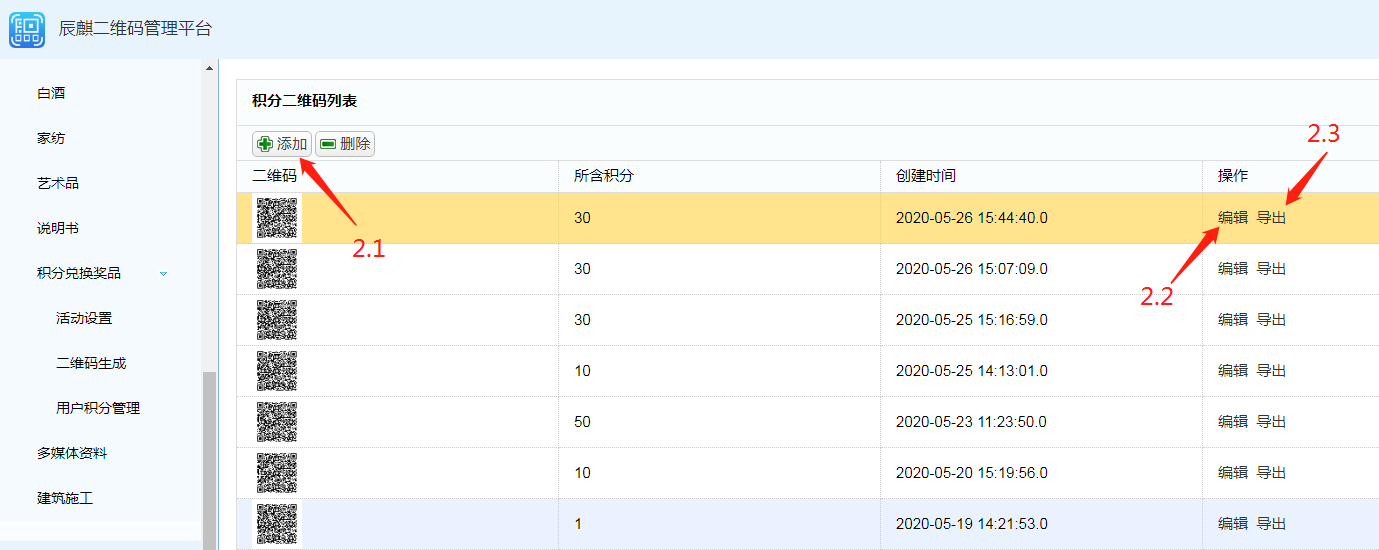 辰麒二维码管理平台
白酒
家纺
艺术品
说明书
积分兑换奖品
活动设置
二维码生成
用户积分管理
多媒体资料
建筑施工
积分二维码列表
添加 删除
2.1
2.3
二维码 所含积分 创建时间 操作
30 2020-05-26 15:44:40.0 编辑 导出
2.2
30 2020-05-26 15:07:09.0 编辑 导出
30 2020-05-25 15:16:59.0 编辑 导出
10 2020-05-25 14:13:01.0 编辑 导出
50 2020-05-23 11:23:50.0 编辑 导出
10 2020-05-20 15:19:56.0 编辑 导出
1 2020-05-19 14:21:53.0 编辑 导出